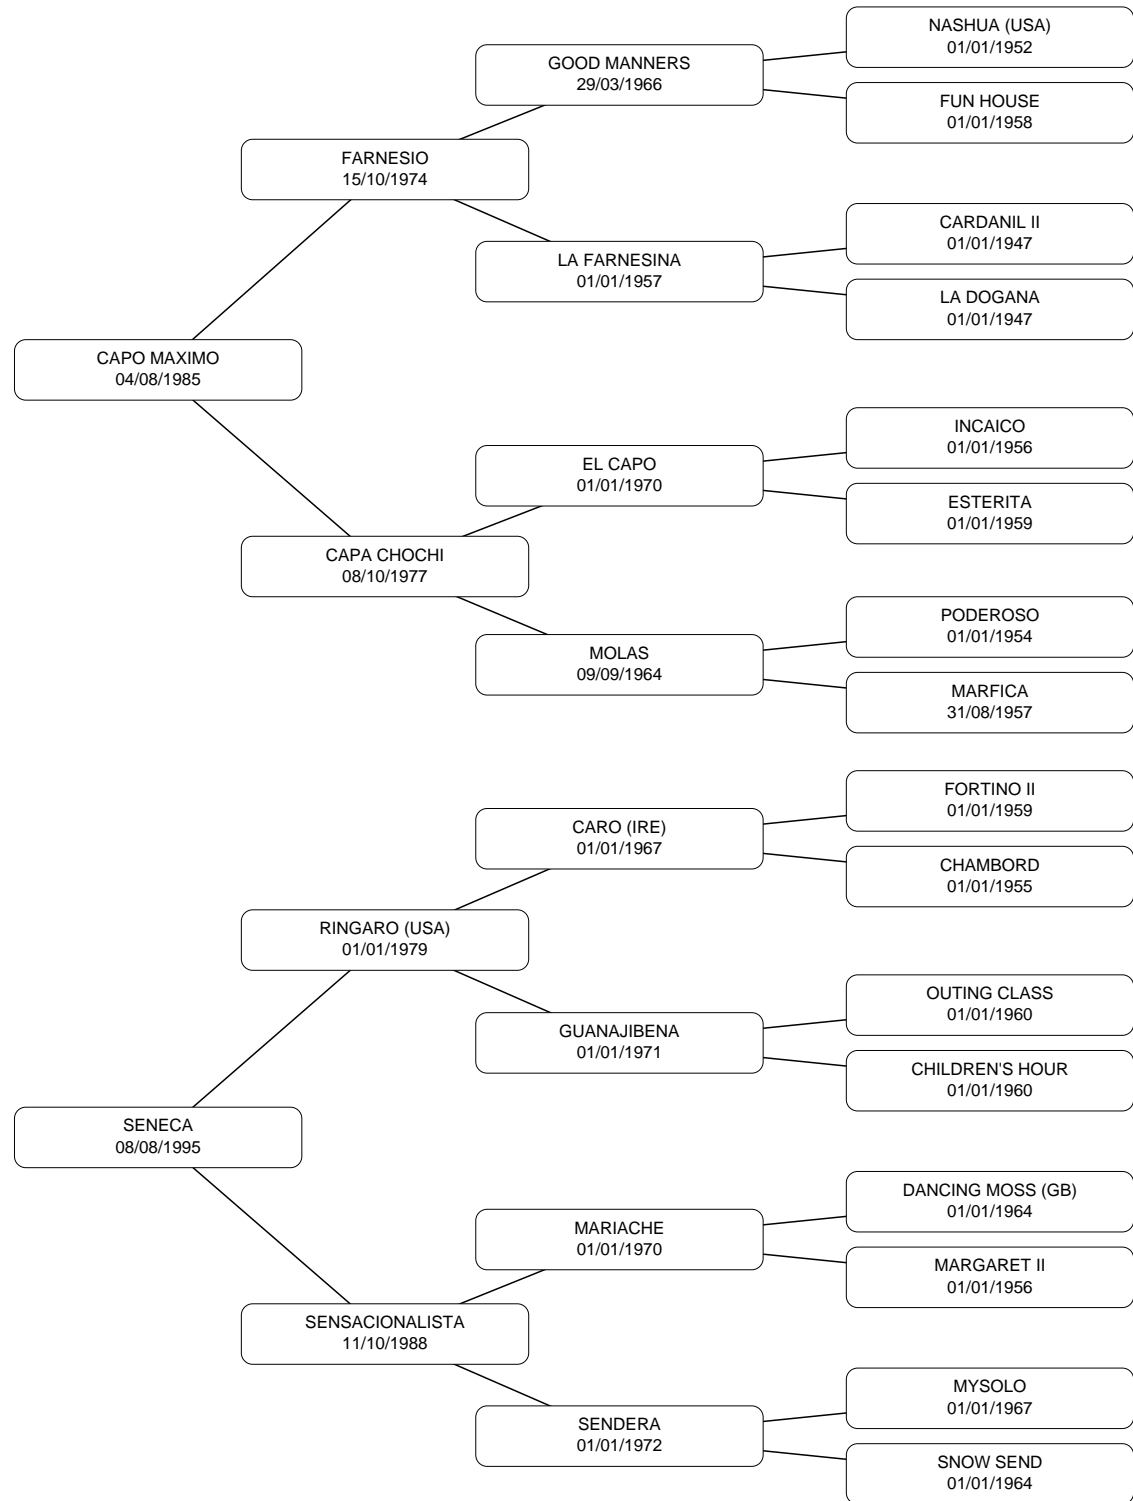 NASHUA (USA)
01/01/1952
GOOD MANNERS
29/03/1966
FUN HOUSE
01/01/1958
FARNESIO
15/10/1974
CARDANIL II
01/01/1947
LA FARNESINA
01/01/1957
LA DOGANA
01/01/1947
CAPO MAXIMO
04/08/1985
INCAICO
01/01/1956
EL CAPO
01/01/1970
ESTERITA
01/01/1959
CAPA CHOCHI
08/10/1977
PODEROSO
01/01/1954
MOLAS
09/09/1964
MARFICA
31/08/1957
FORTINO II
01/01/1959
CARO (IRE)
01/01/1967
CHAMBORD
01/01/1955
RINGARO (USA)
01/01/1979
OUTING CLASS
01/01/1960
GUANAJIBENA
01/01/1971
CHILDREN'S HOUR
01/01/1960
SENECA
08/08/1995
DANCING MOSS (GB)
01/01/1964
MARIACHE
01/01/1970
MARGARET II
01/01/1956
SENSACIONALISTA
11/10/1988
MYSOLO
01/01/1967
SENDERA
01/01/1972
SNOW SEND
01/01/1964